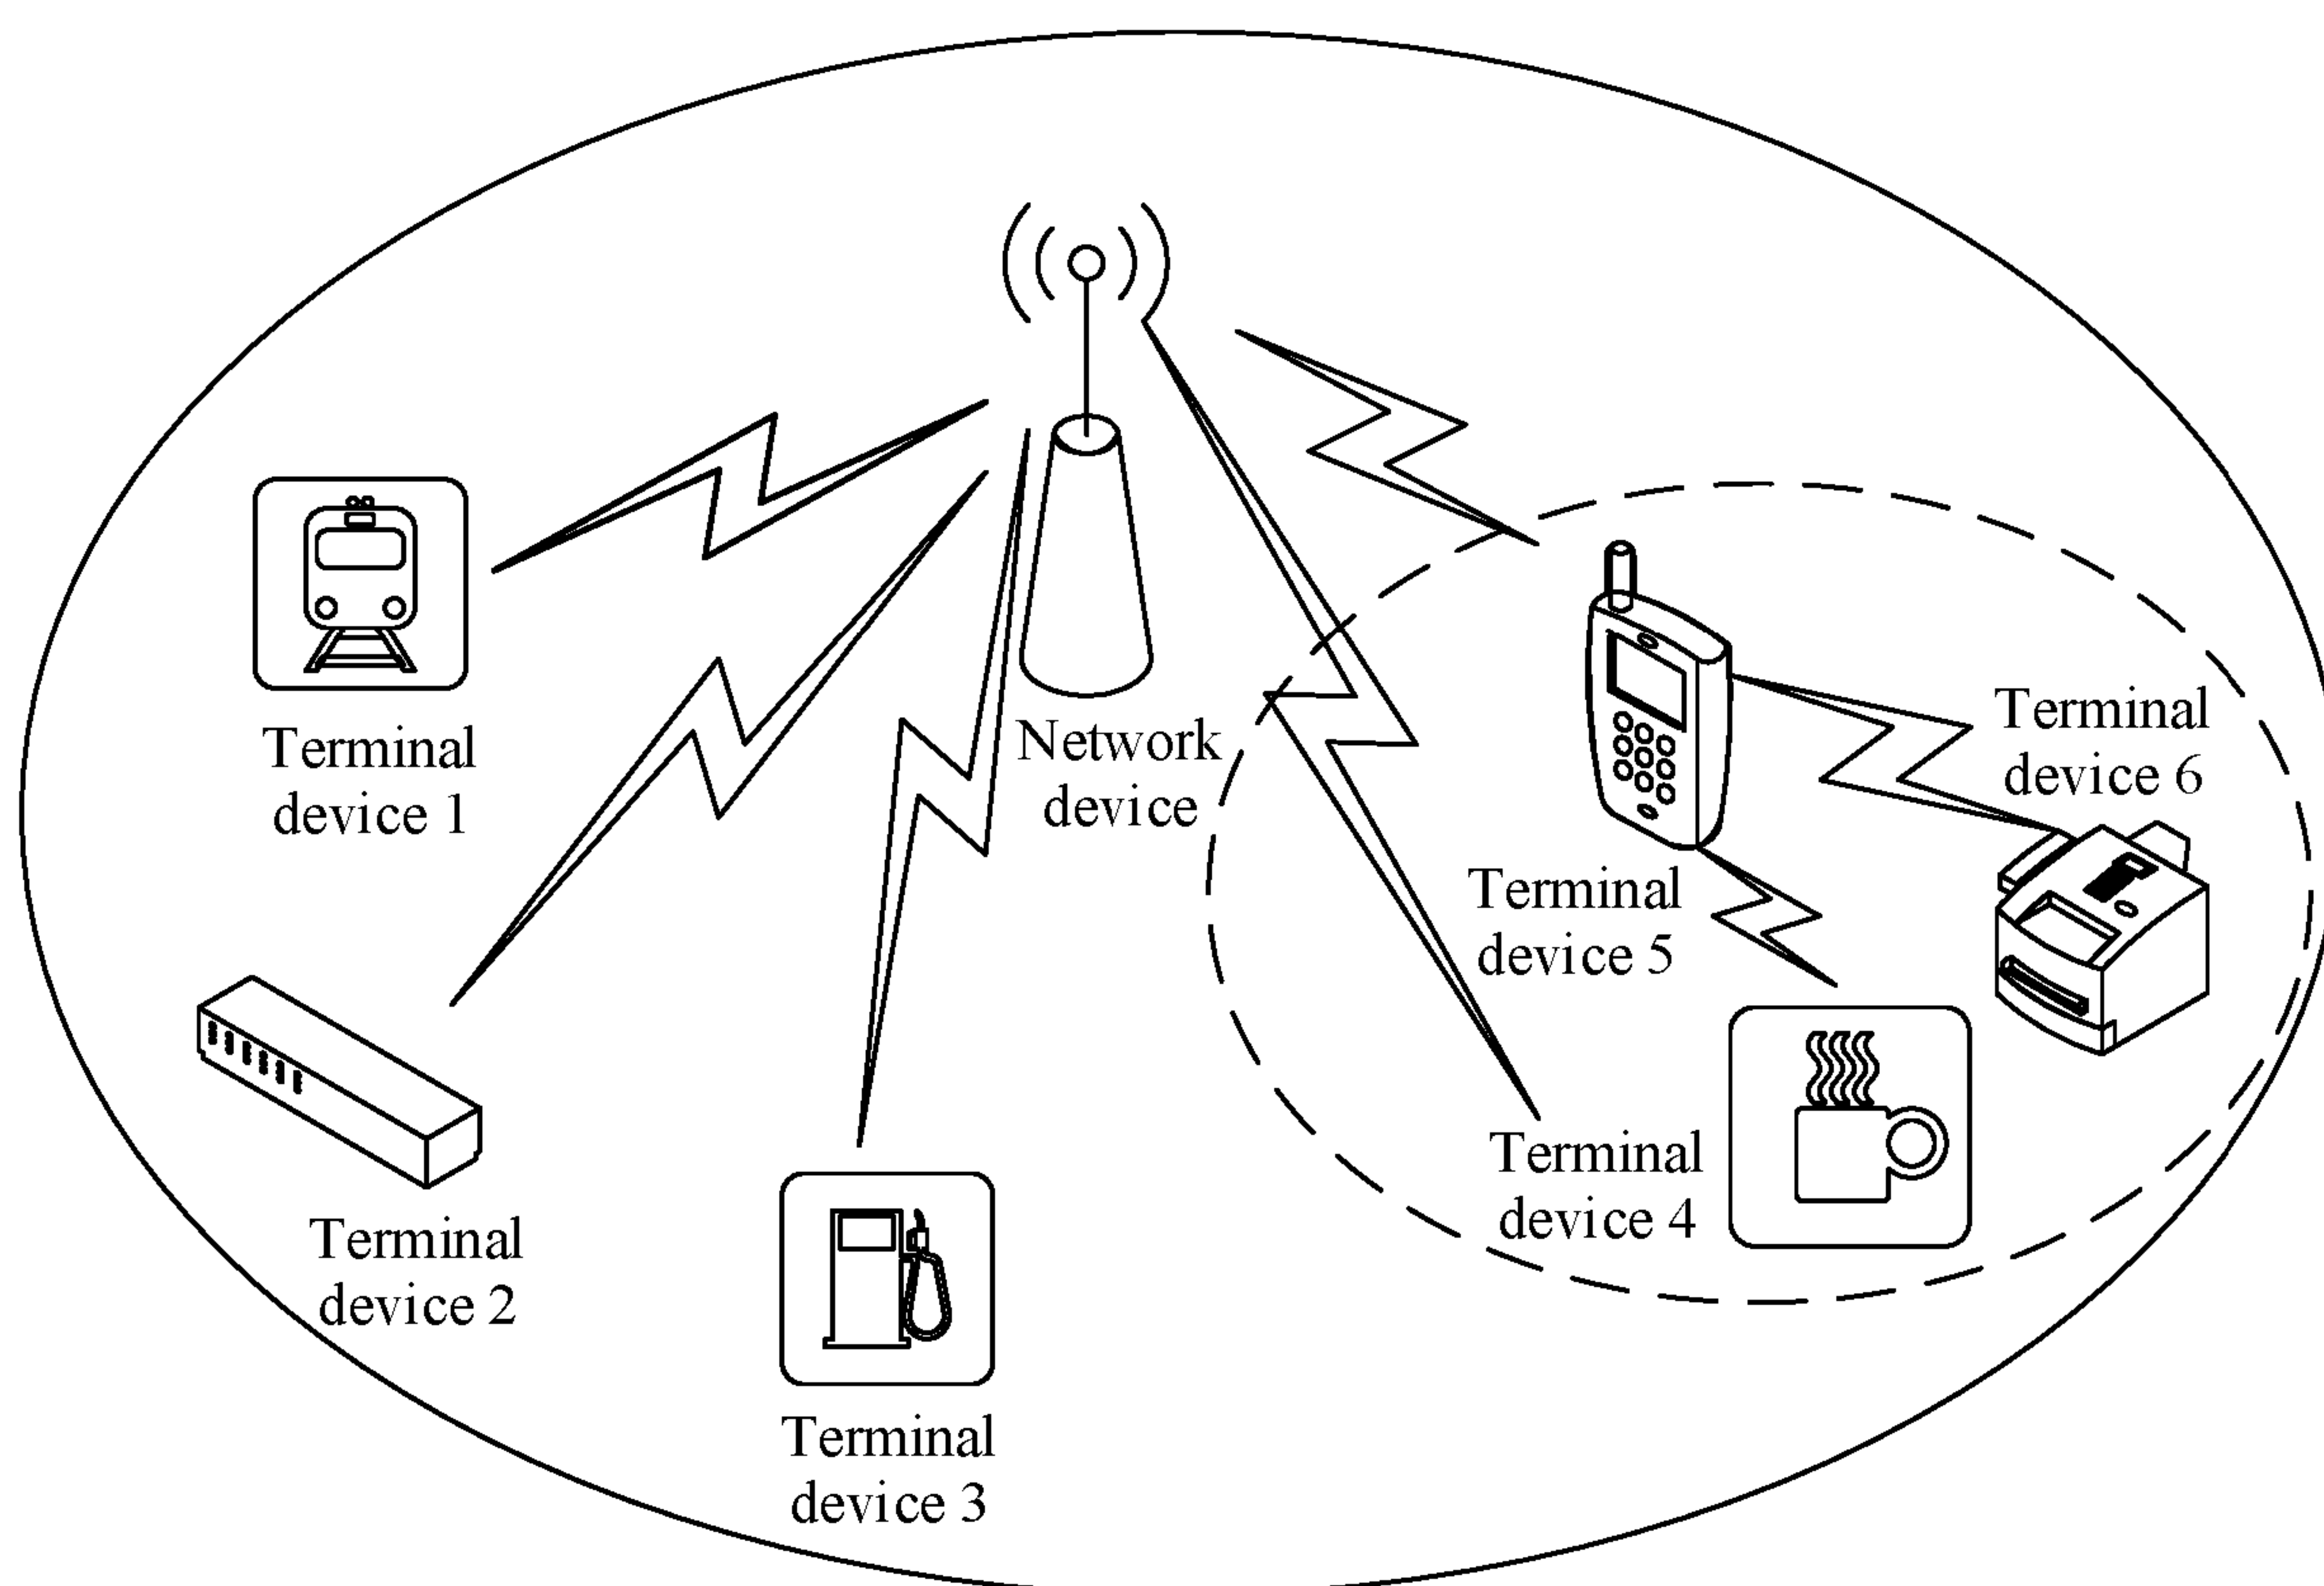 Terminal
device 1
Network
device
Terminal
device 6
Terminal
device 5
Terminal
device 4
Terminal
device 2
Terminal
device 3